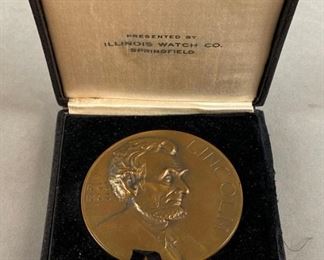 PRESENTED BY
ILLINOIS WATCH CO.
SPRINGFIELD
LINCOLN